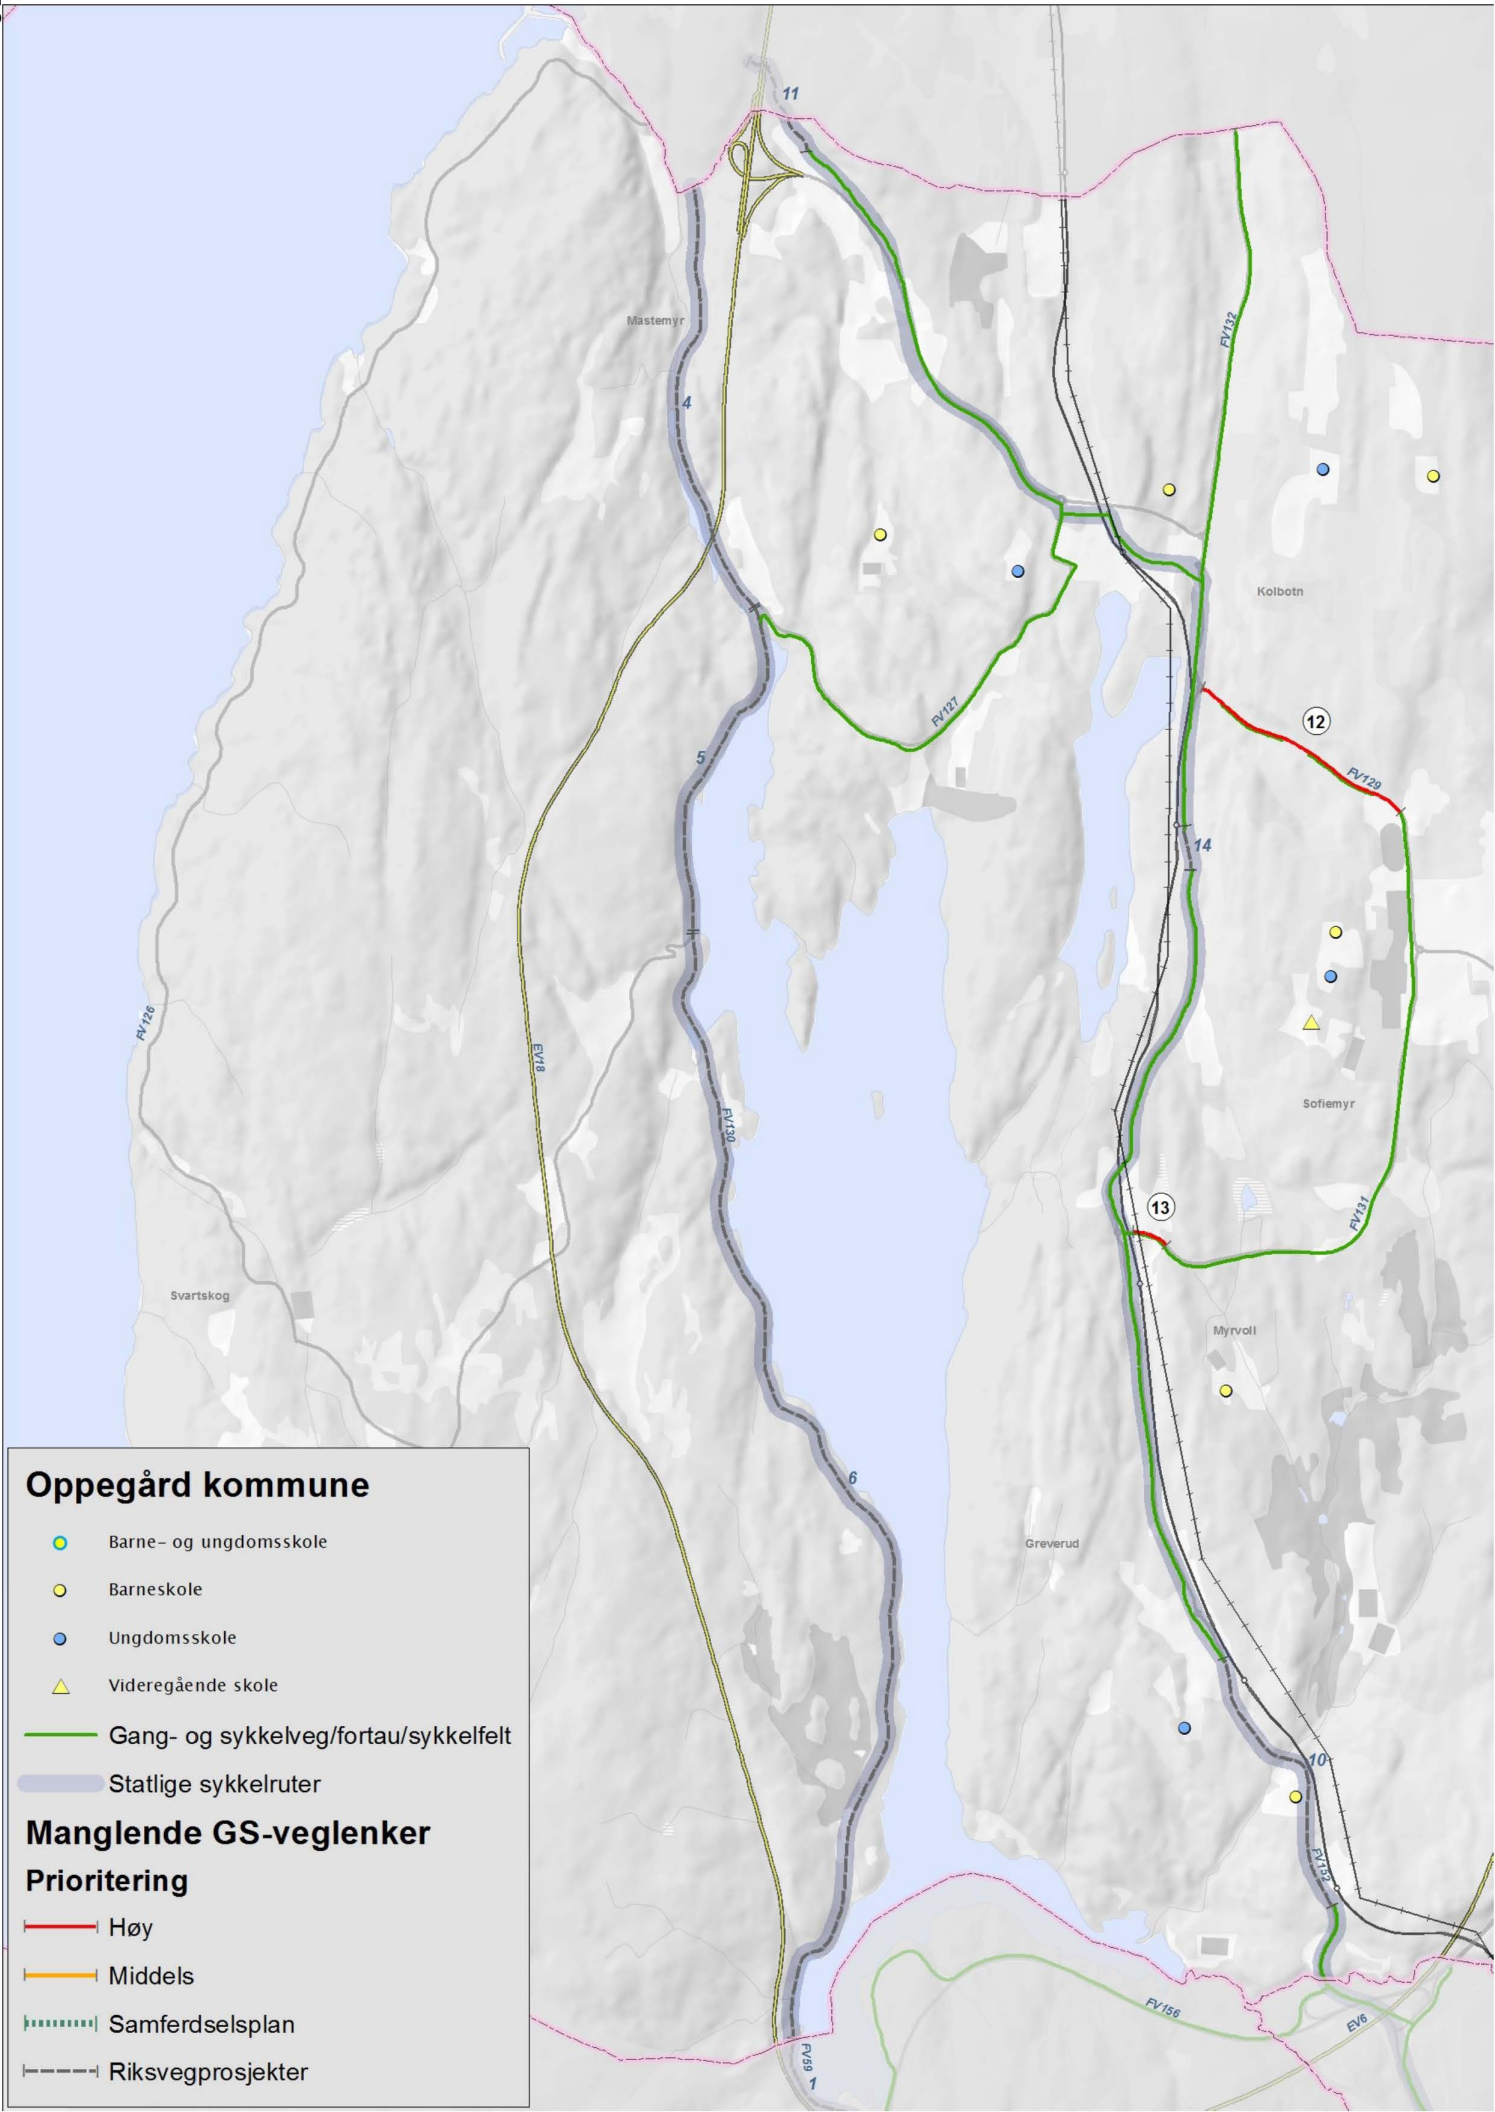 11
FV132
Mastemyr
4
Kolbotn
12
FV127
5
FV129
14
FV126
EV18
Sofiemyr
FV130
13
FV131
Svartskog
Myrvoll
6
Greverud
10
FV152
FV156
EV6
FV59
1
Oppegård kommune
Barne- og ungdomsskole
Barneskole
Ungdomsskole
Videregående skole
Gang- og sykkelveg/fortau/sykkelfelt
Statlige sykkelruter
Manglende GS-veglenker
Prioritering
Høy
Middels
Samferdselsplan
Riksvegprosjekter